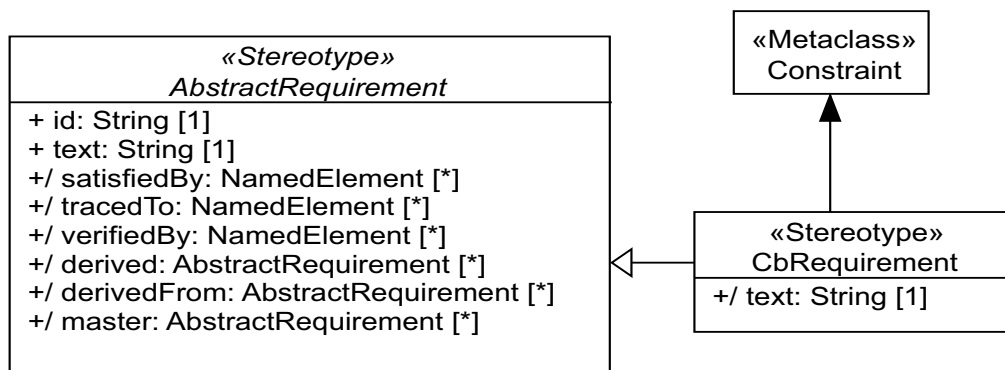 «Stereotype»
AbstractRequirement
+ id: String [1]
+ text: String [1]
+/ satisfiedBy: NamedElement [*]
+/ tracedTo: NamedElement [*]
+/ verifiedBy: NamedElement [*]
+/ derived: AbstractRequirement [*]
+/ derivedFrom: AbstractRequirement [*]
+/ master: AbstractRequirement [*]
«Metaclass»
Constraint
«Stereotype»
CbRequirement
+/ text: String [1]